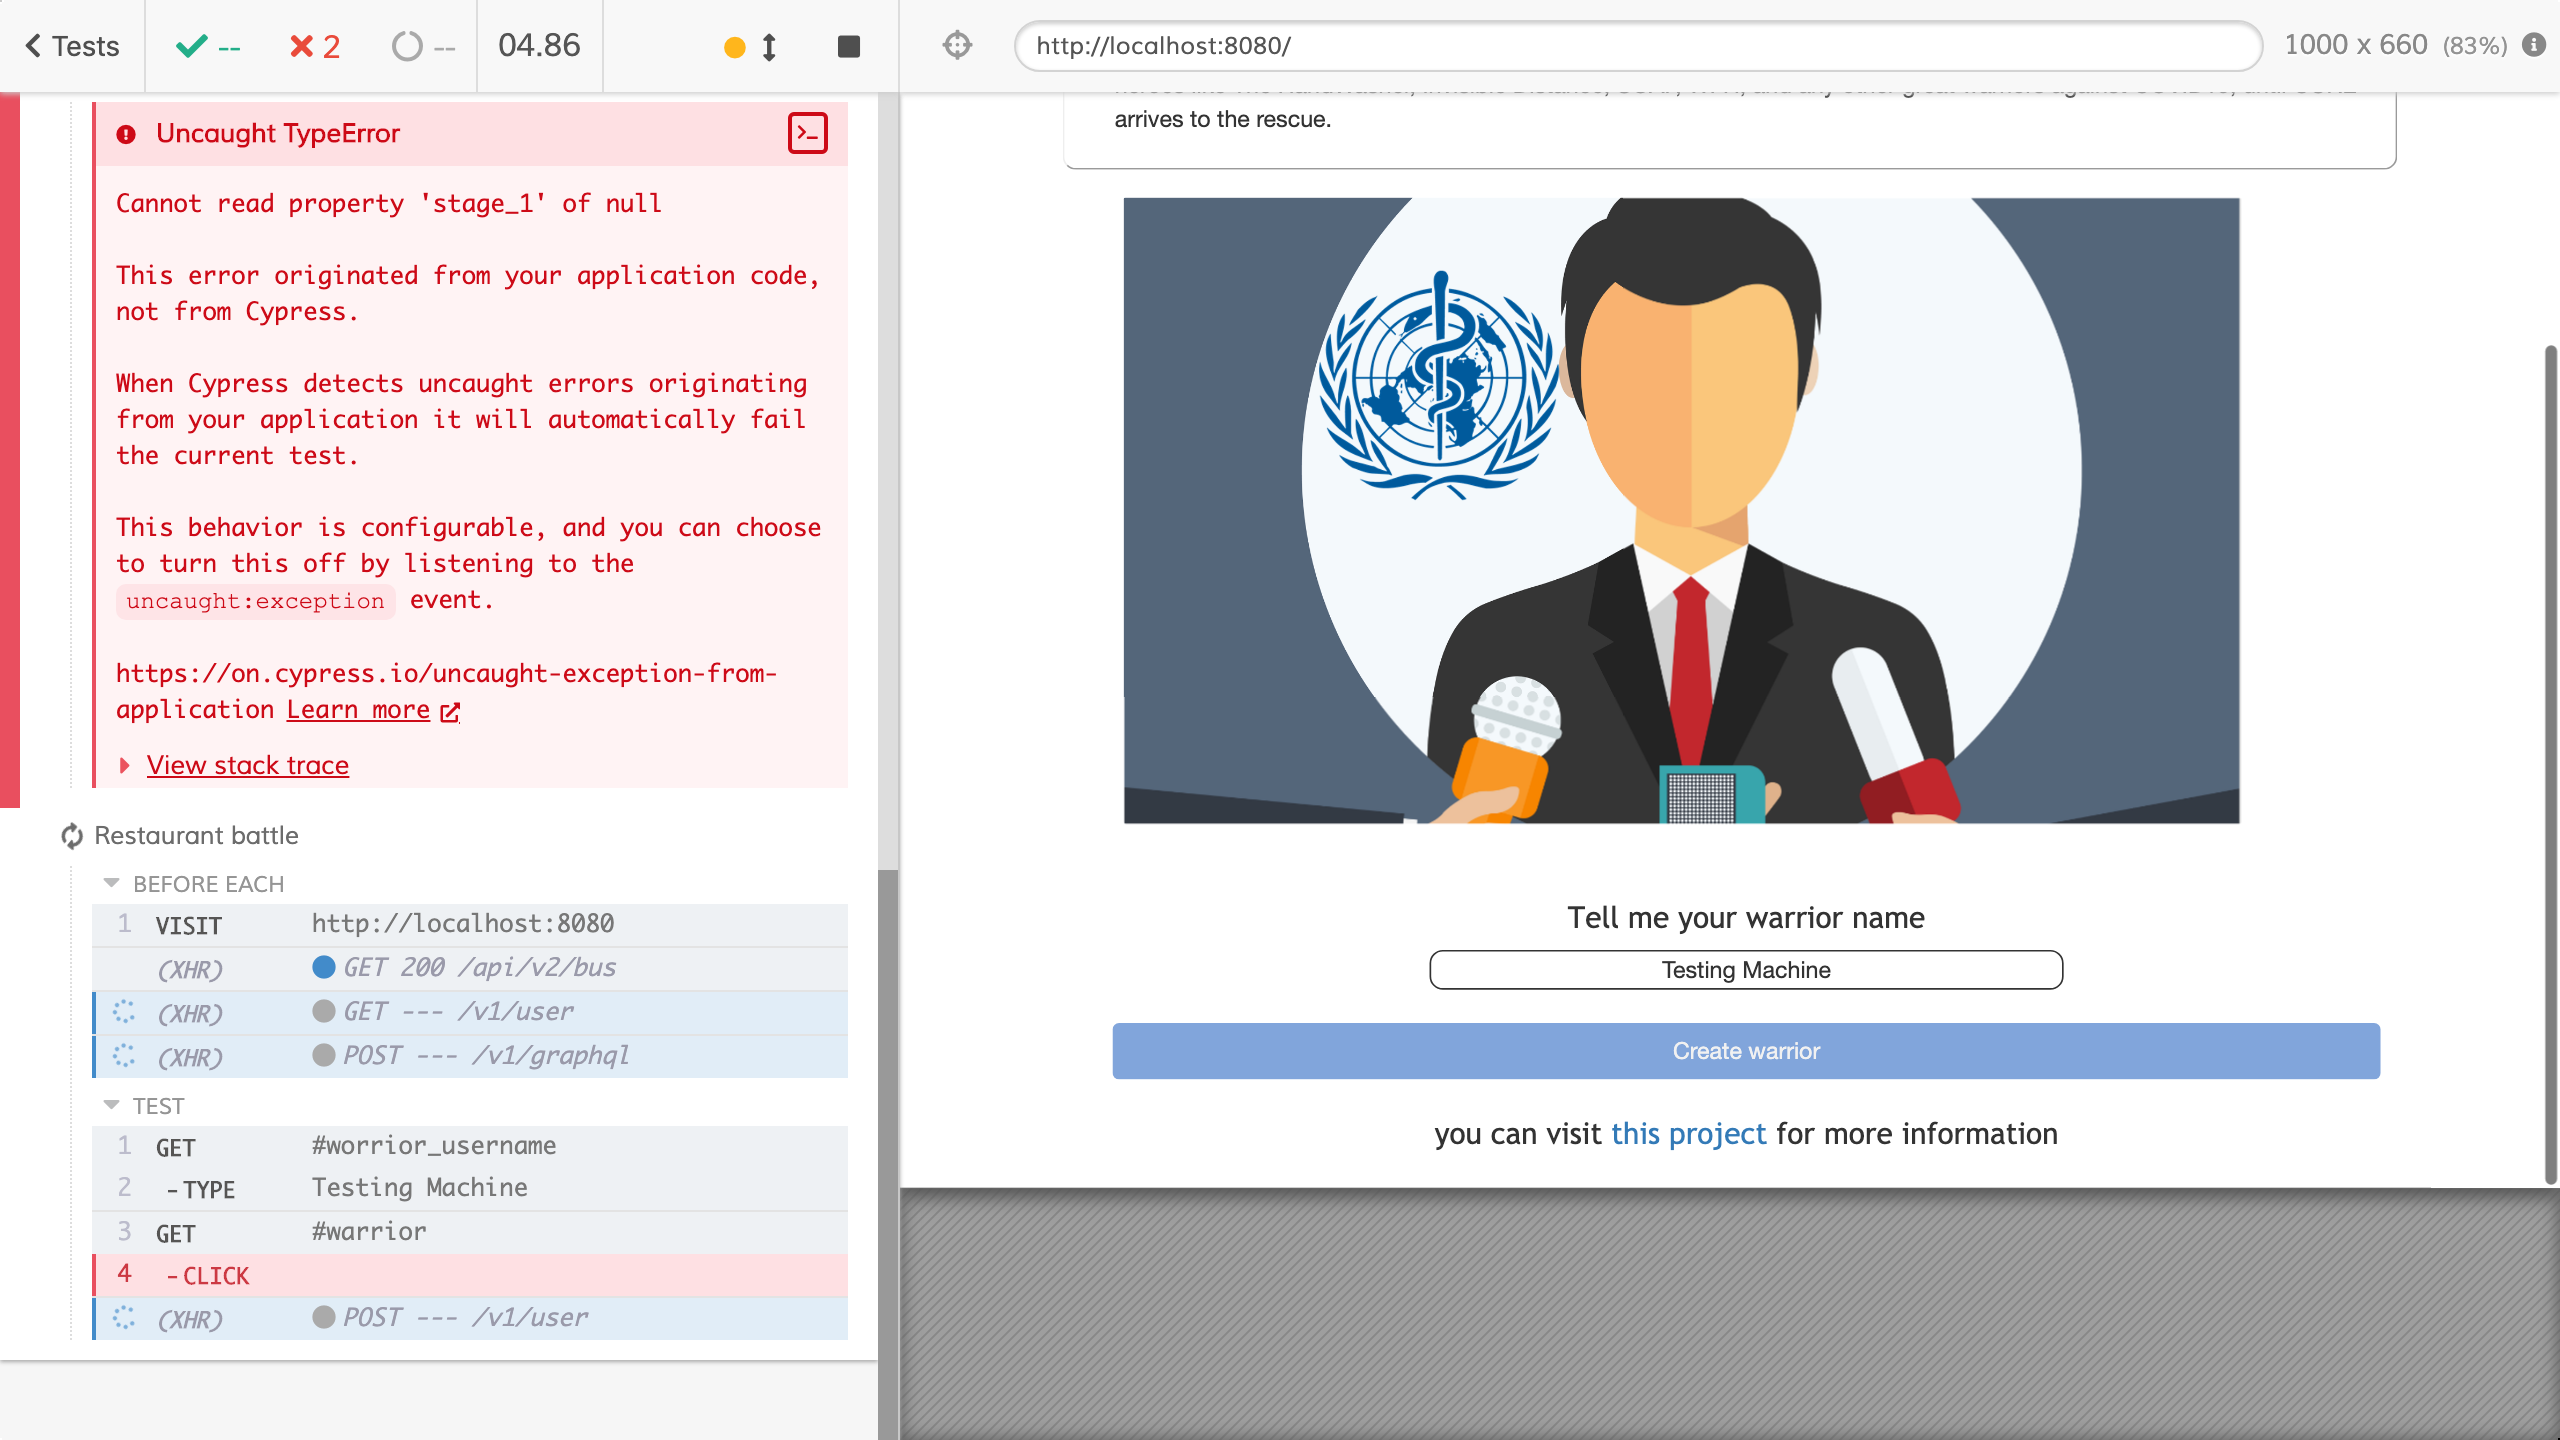 Tests
--
2
--
04.86
http://localhost:8080/
1000 x 660 (83%)
Uncaught TypeError
Cannot read property 'stage_1' of null
This error originated from your application code,
not from Cypress.
When Cypress detects uncaught errors originating
from your application it will automatically fail
the current test.
This behavior is configurable, and you can choose
to turn this off by listening to the
uncaught:exception event.
https://on.cypress.io/uncaught-exception-from-
application Learn more
View stack trace
Restaurant battle
BEFORE EACH
1 VISIT http://localhost:8080
(XHR) GET 200 /api/v2/bus
(XHR) GET --- /v1/user
(XHR) POST --- /v1/graphql
TEST
1 GET #worrior_username
2 -TYPE Testing Machine
3 GET #warrior
4 -CLICK
(XHR) POST --- /v1/user
arrives to the rescue.
Tell me your warrior name
Testing Machine
Create warrior
you can visit this project for more information